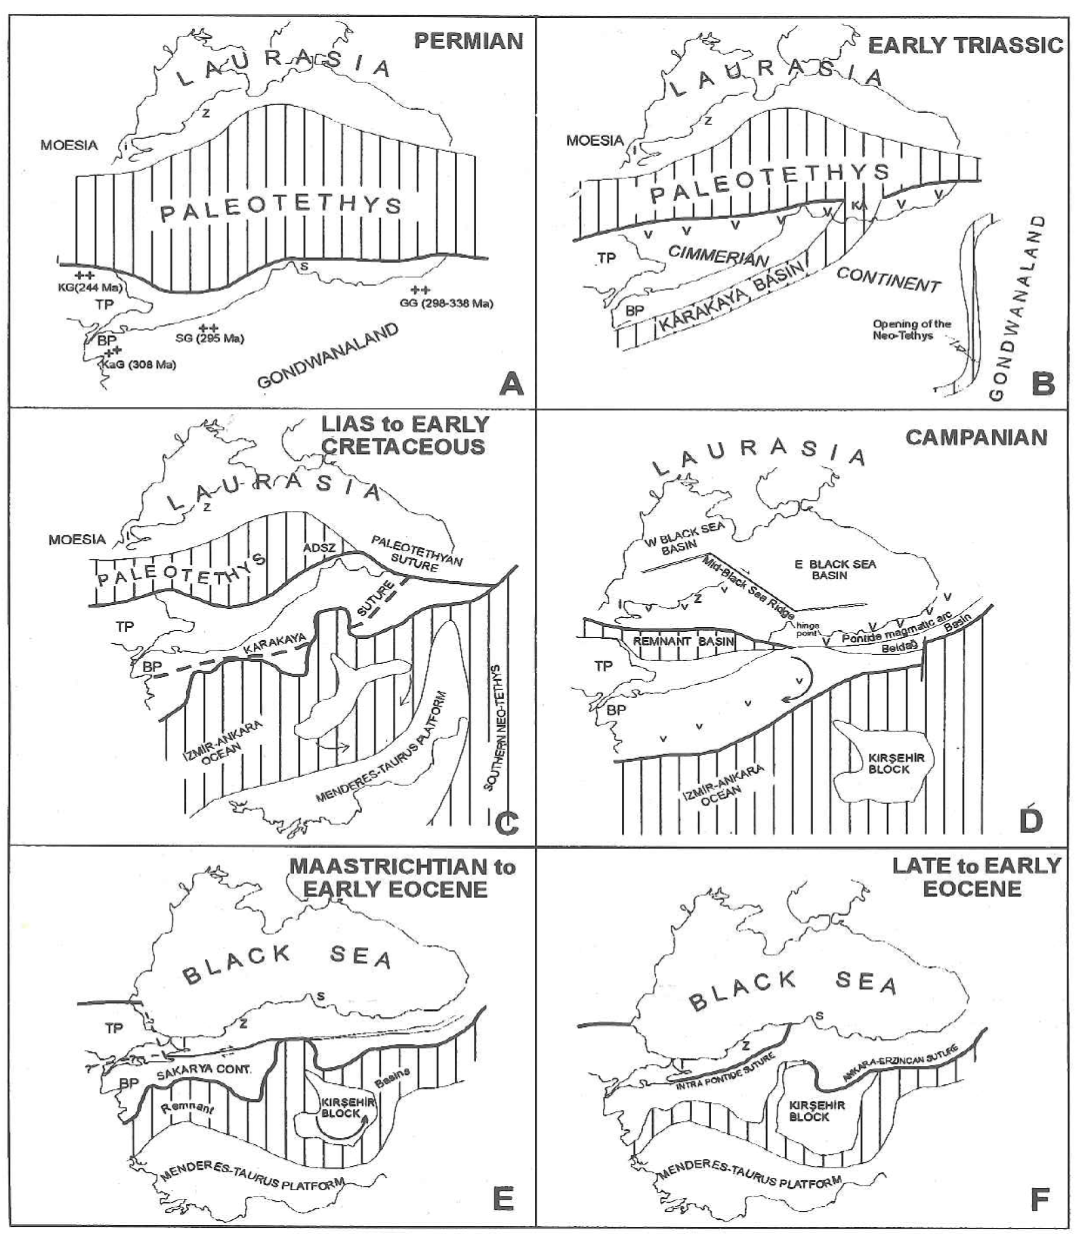 PERMIAN
LAURASIA
Z
MOESIA
I
PALEOTETHYS
S
++
KG(244 Ma)
TP
++
GG (298-338 Ma)
++
SG (295 Ma)
BP
++
KaG (308 Ma)
GONDWANALAND
A
EARLY TRIASSIC
LAURASIA
Z
MOESIA
I
PALEOTETHYS
KA
V V V V V V V
TP
CIMMERIAN
CONTINENT
BP
KARAKAYA BASIN
Opening of the
Neo-Tethys
GONDWANALAND
B
LIAS to EARLY
CRETACEOUS
LAURASIA
Z
MOESIA
I
PALEOTETHYS
ADSZ
PALEOTETHYAN
SUTURE
TP
KARAKAYA
SUTURE
BP
IZMIR-ANKARA
OCEAN
MENDERES-TAURUS PLATFORM
SOUTHERN NEO-TETHYS
C
CAMPANIAN
LAURASIA
W BLACK SEA
BASIN
E BLACK SEA
BASIN
Mid-Black Sea Ridge
I V V Z
hinge
point
V V V V V
Pontide magmatic arc
Beldağ Basin
REMNANT BASIN
TP
BP
V V V V
IZMIR-ANKARA
OCEAN
KIRŞEHİR
BLOCK
D
MAASTRICHTIAN to
EARLY EOCENE
BLACK SEA
S
Z
TP
? ?
BP
SAKARYA CONT.
Remnant
Basins
KIRŞEHİR
BLOCK
MENDERES-TAURUS PLATFORM
E
LATE to EARLY
EOCENE
BLACK SEA
S
Z
INTRA PONTIDE SUTURE
ANKARA-ERZINCAN SUTURE
KIRŞEHİR
BLOCK
MENDERES-TAURUS PLATFORM
F